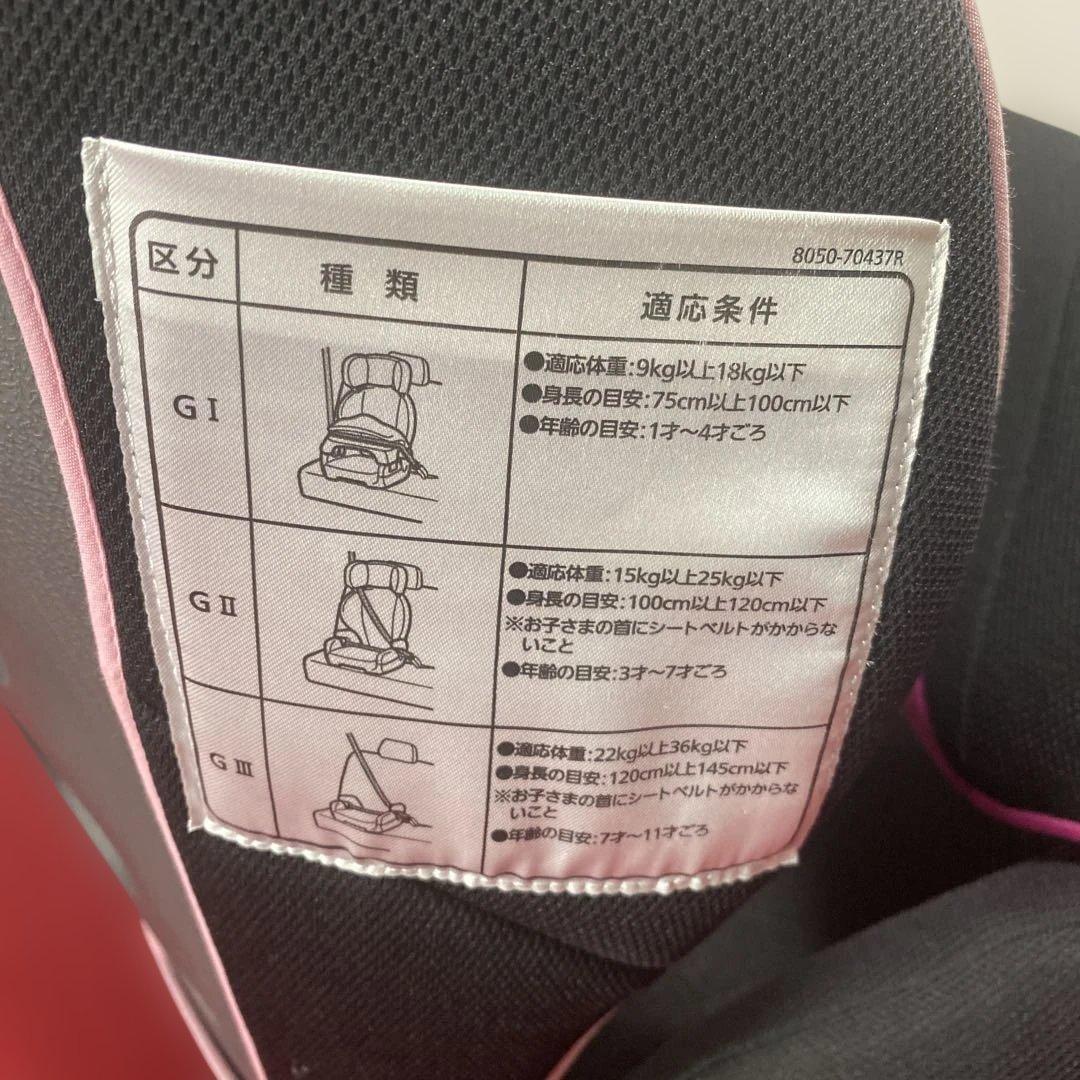 8050-70437R
区分 種類 適応条件
GⅠ
●適応体重:9kg以上18kg以下
●身長の目安:75cm以上100cm以下
●年齢の目安:1才～4才ごろ
GⅡ
●適応体重:15kg以上25kg以下
●身長の目安:100cm以上120cm以下
※お子さまの首にシートベルトがかからな
いこと
●年齢の目安:3才～7才ごろ
GⅢ
●適応体重:22kg以上36kg以下
●身長の目安:120cm以上145cm以下
※お子さまの首にシートベルトがかからな
いこと
●年齢の目安:7才～11才ごろ